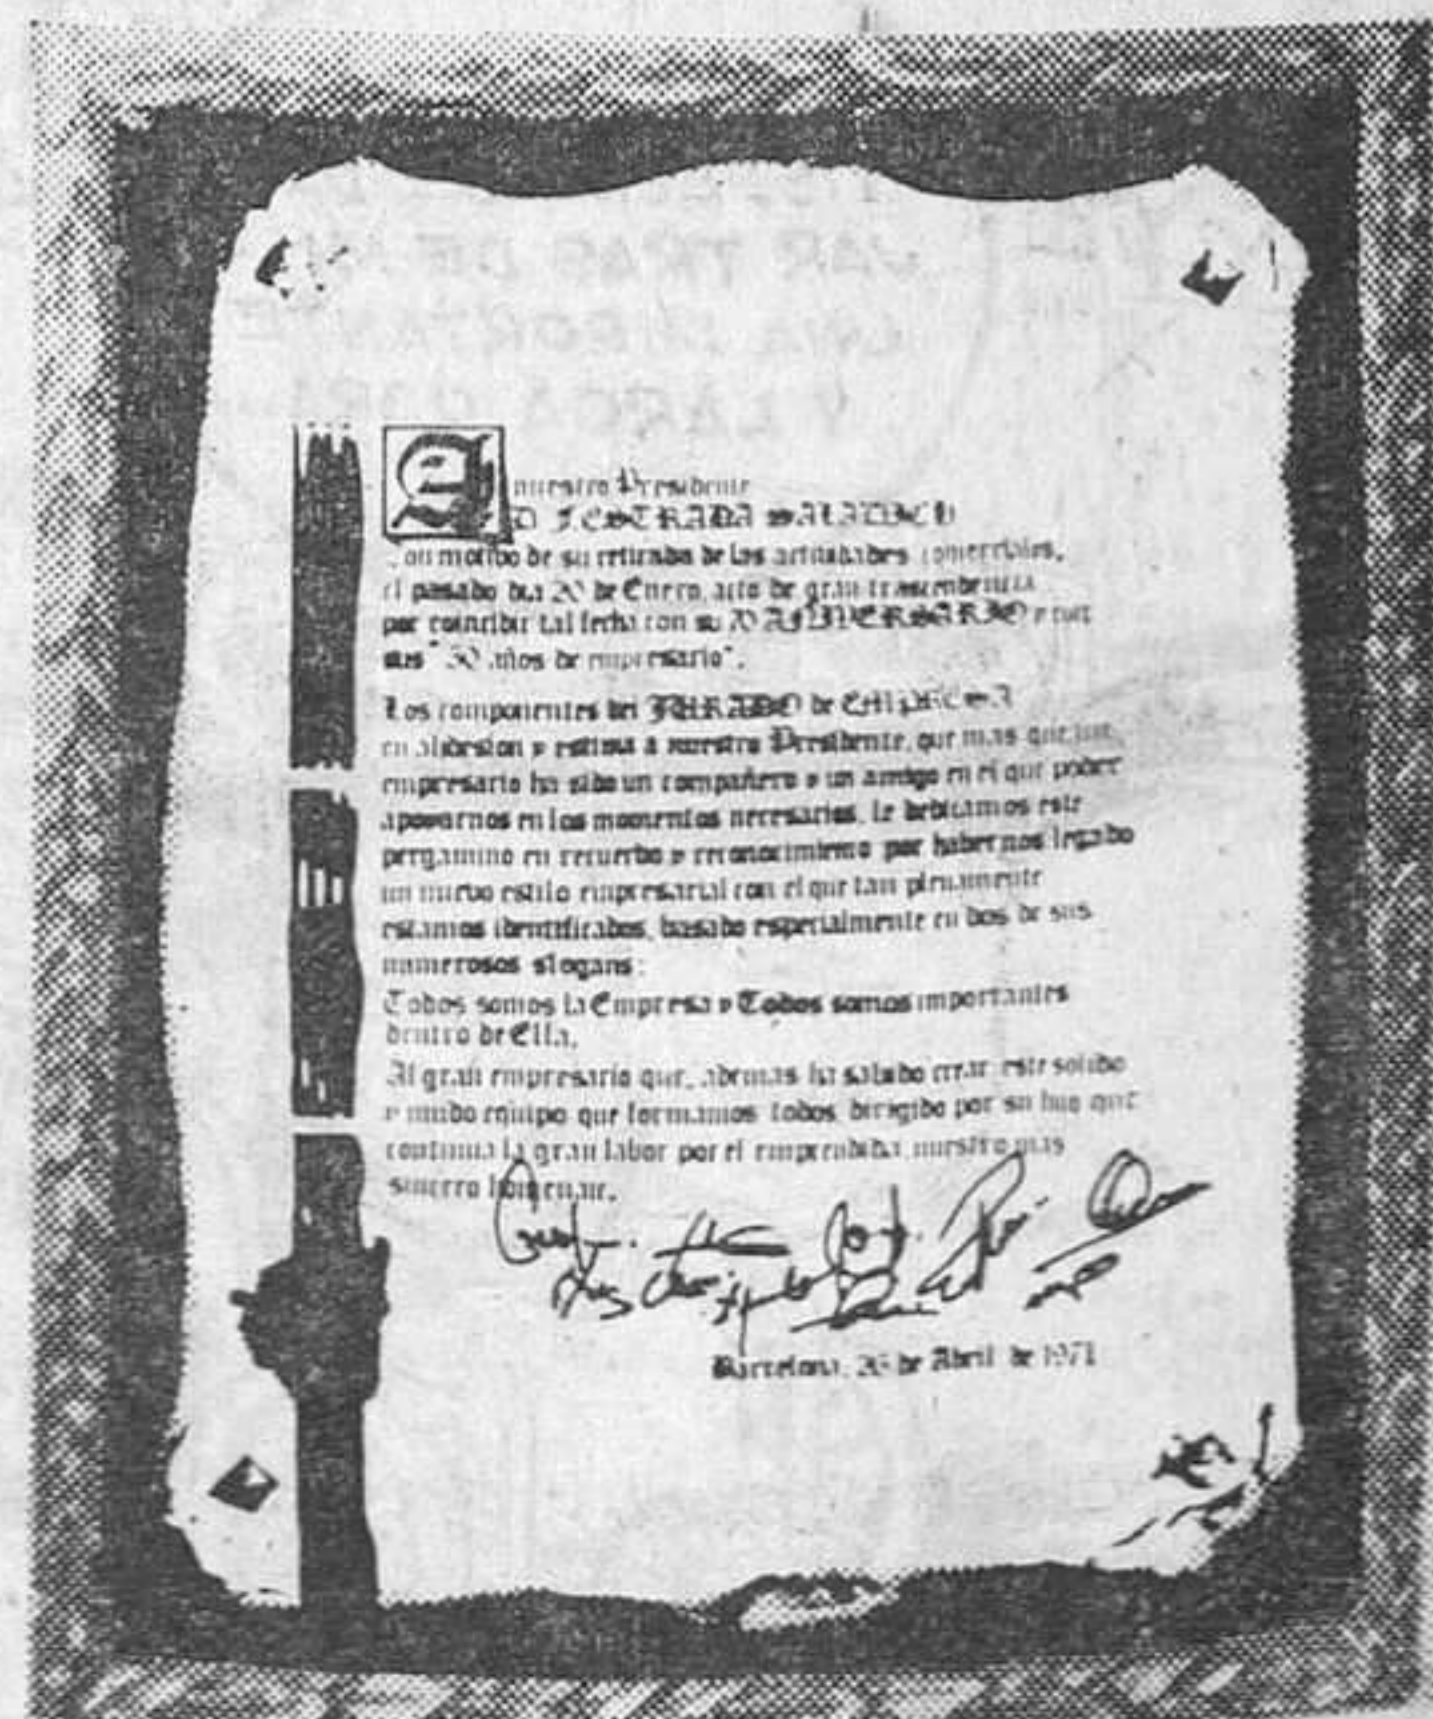 A nuestro Presidente
D. J. ESTRADA SALADICH
Con motivo de su retirada de las actividades comerciales,
el pasado dia 20 de Enero, acto de gran trascendencia
por coincidir tal fecha con su 70 ANIVERSARIO y con
sus "50 años de empresario".
Los componentes del JURADO de EMPRESA
en adhesion y estima a nuestro Presidente, que mas que un
empresario ha sido un compañero y un amigo en el que poder
apoyarnos en los momentos necesarios, le dedicamos este
pergamino en recuerdo y reconocimiento por habernos legado
un nuevo estilo empresarial con el que tan plenamente
estamos identificados, basado especialmente en dos de sus
numerosos slogans:
Todos somos la Empresa y Todos somos importantes
dentro de Ella.
Al gran empresario que, ademas ha sabido crear este solido
y unido equipo que formamos todos dirigido por su hijo que
continua la gran labor por el emprendida, nuestro mas
sincero homenaje.
Barcelona, 26 de Abril de 1971